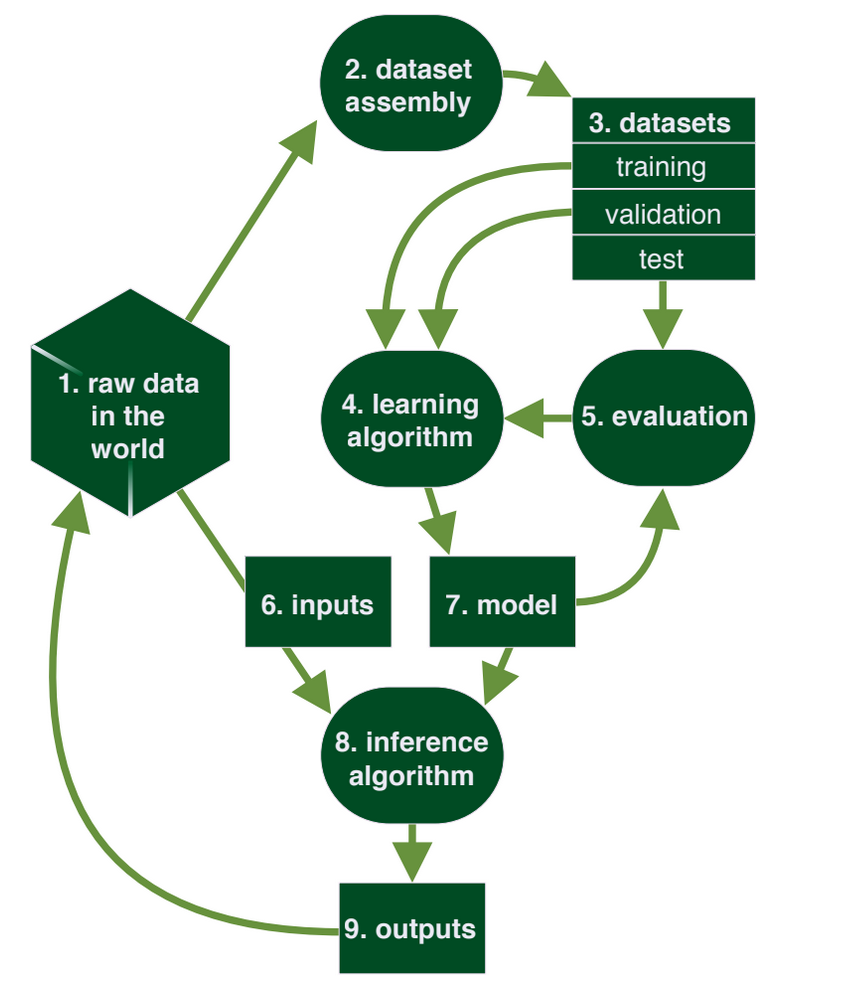 2. dataset
assembly
3. datasets
training
validation
test
1. raw data
in the
world
4. learning
algorithm
5. evaluation
6. inputs
7. model
8. inference
algorithm
9. outputs